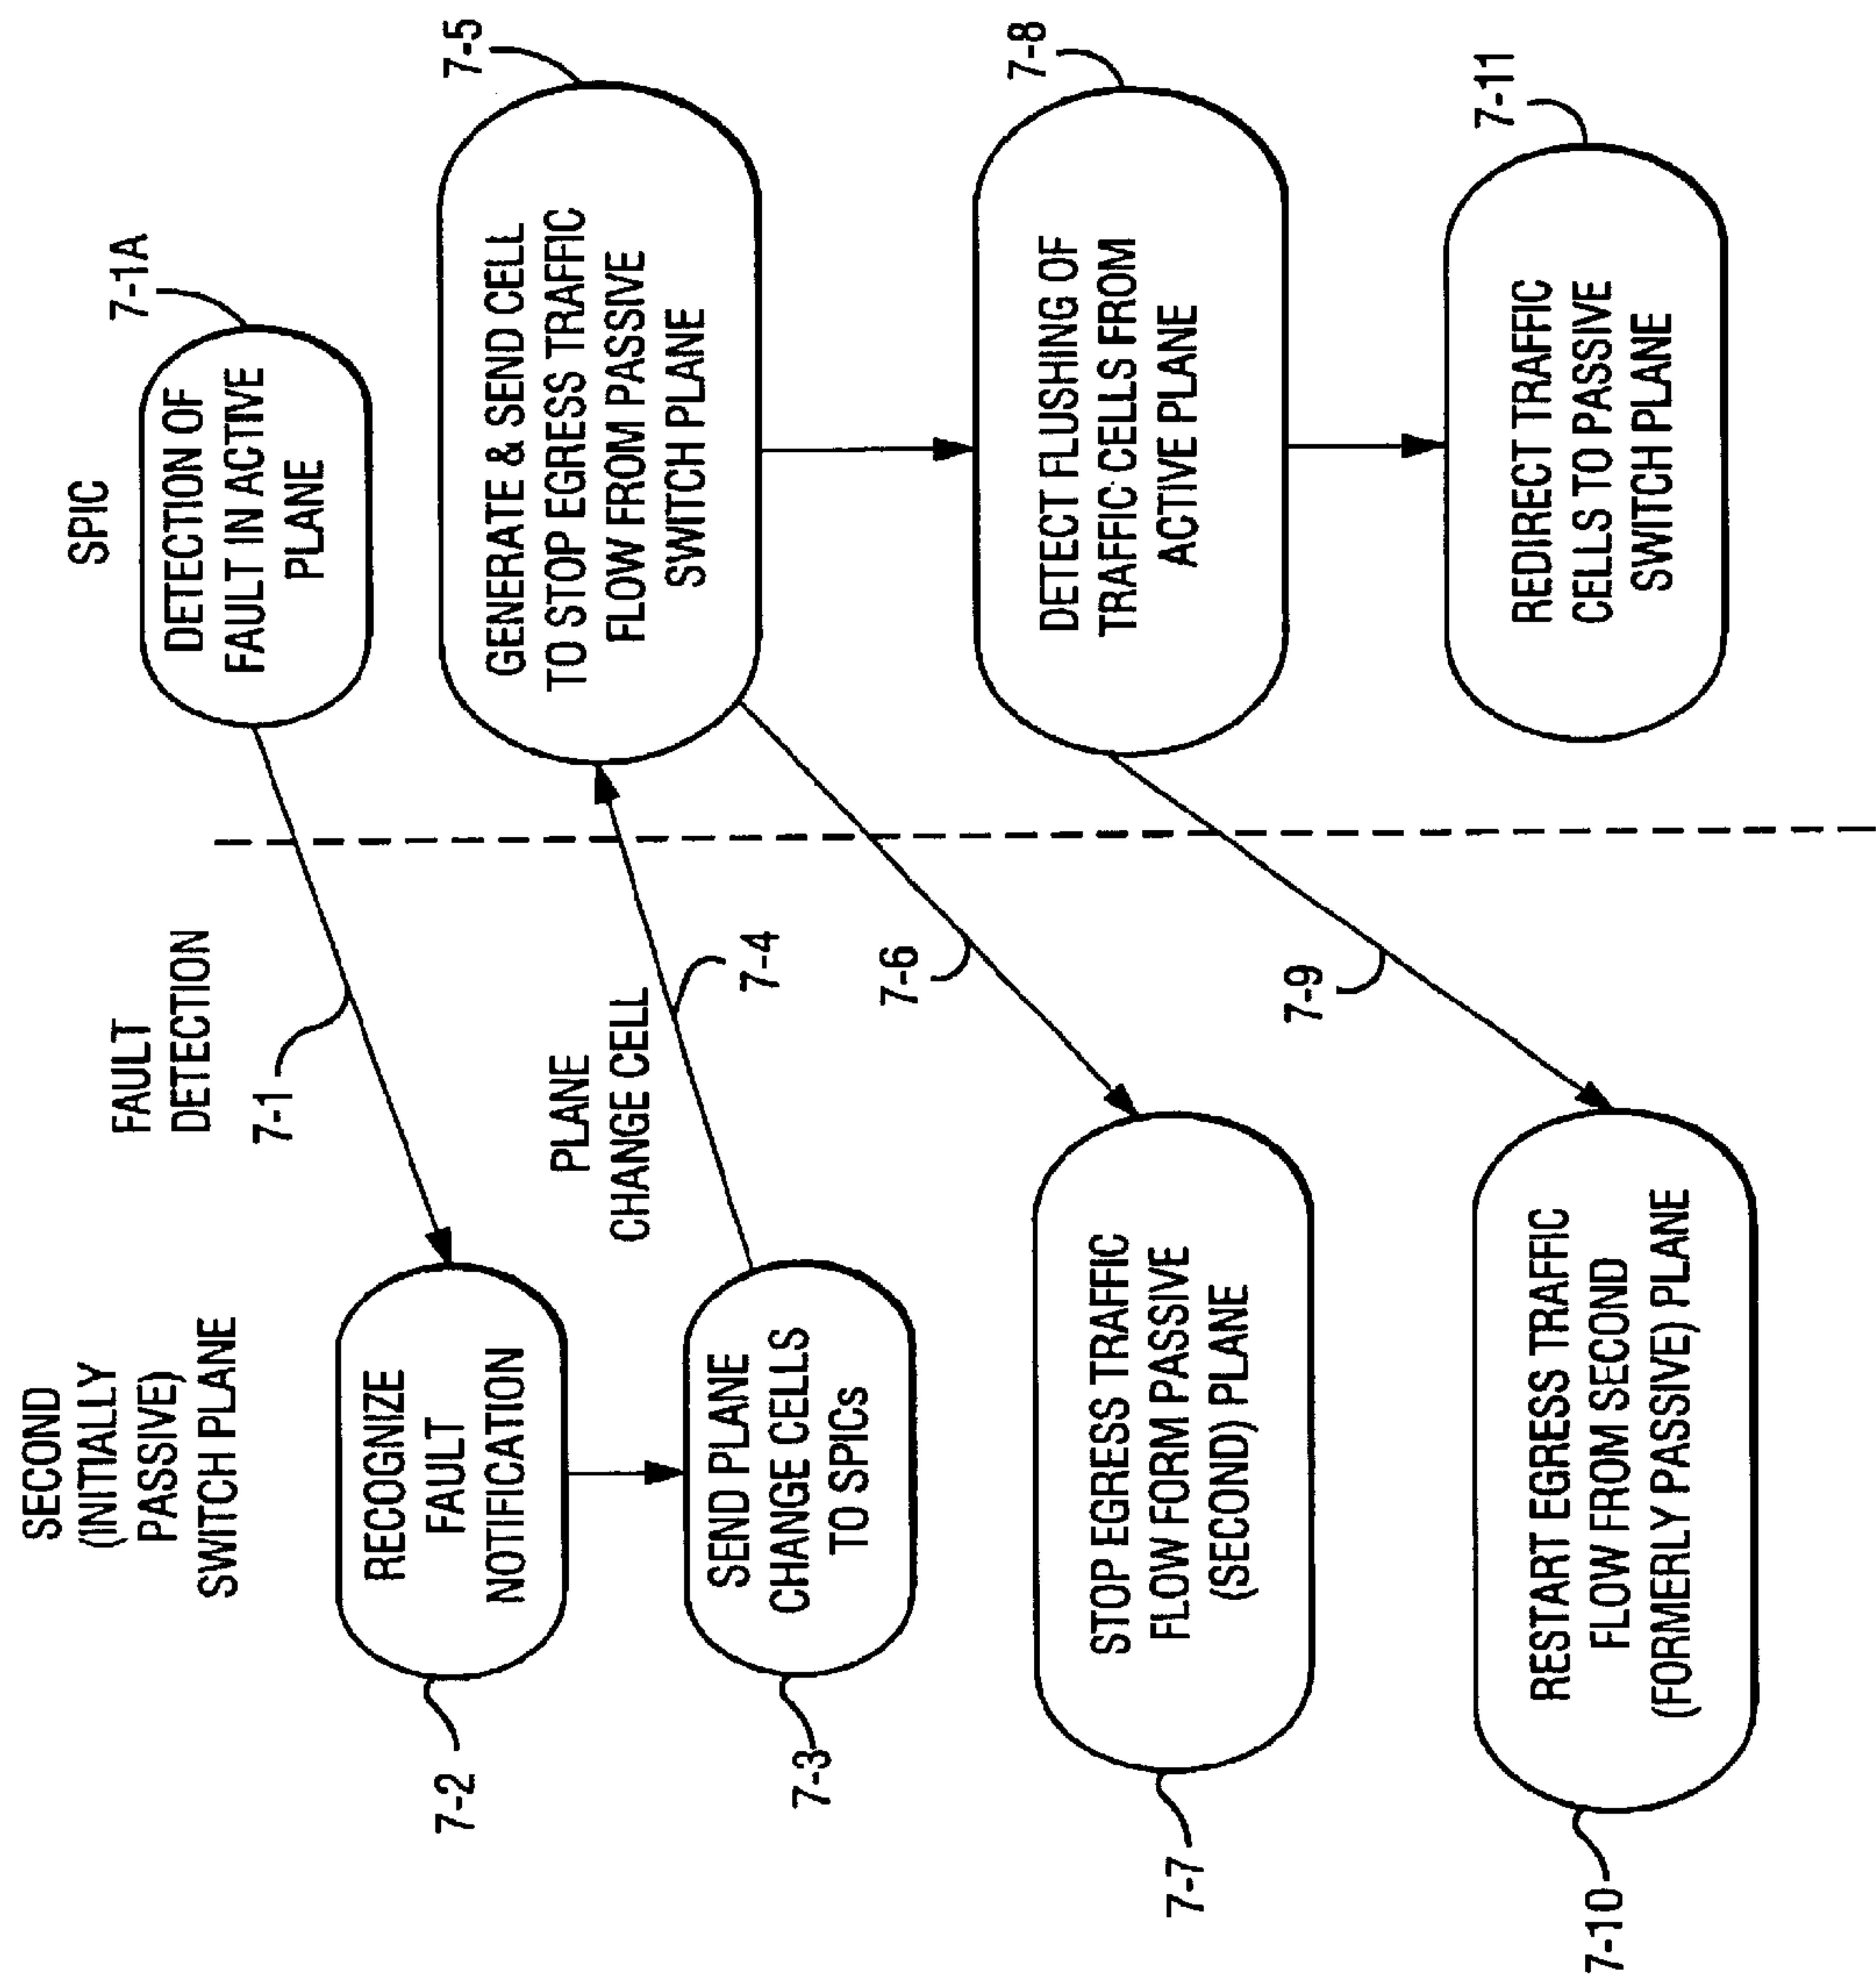 SECOND
(INITIALLY
PASSIVE)
SWITCH PLANE
FAULT
DETECTION
SPIC
7-1A
DETECTION OF
FAULT IN ACTIVE
PLANE
7-1
7-2
RECOGNIZE
FAULT
NOTIFICATION
7-3
SEND PLANE
CHANGE CELLS
TO SPICs
PLANE
CHANGE CELL
7-4
7-5
GENERATE & SEND CELL
TO STOP EGRESS TRAFFIC
FLOW FROM PASSIVE
SWITCH PLANE
7-6
7-7
STOP EGRESS TRAFFIC
FLOW FORM PASSIVE
(SECOND) PLANE
7-8
DETECT FLUSHING OF
TRAFFIC CELLS FROM
ACTIVE PLANE
7-9
7-10
RESTART EGRESS TRAFFIC
FLOW FROM SECOND
(FORMERLY PASSIVE) PLANE
7-11
REDIRECT TRAFFIC
CELLS TO PASSIVE
SWITCH PLANE